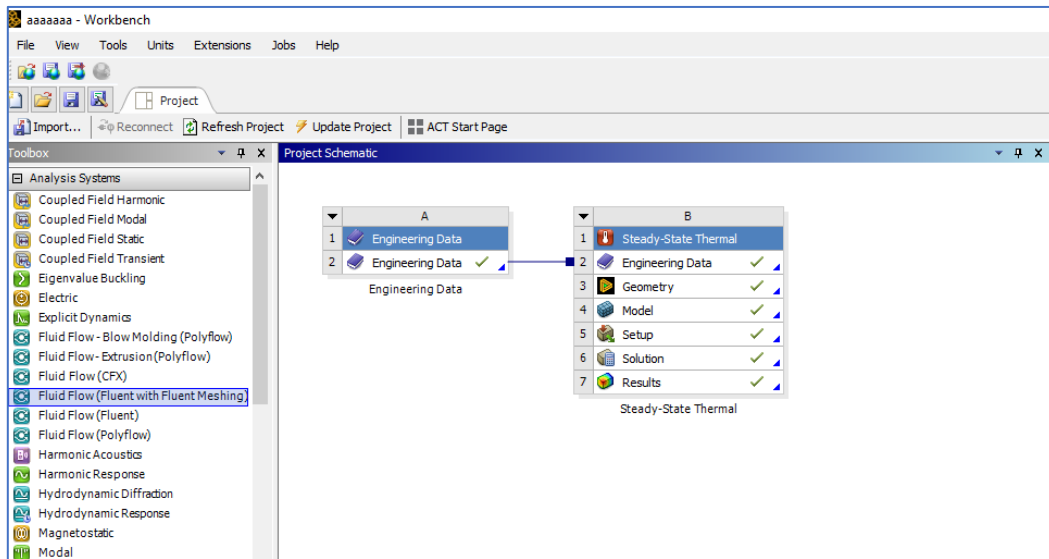 aaaaaaa - Workbench
File View Tools Units Extensions Jobs Help
Project
Import... Reconnect Refresh Project Update Project ACT Start Page
Toolbox
Project Schematic
Analysis Systems
Coupled Field Harmonic
Coupled Field Modal
Coupled Field Static
Coupled Field Transient
Eigenvalue Buckling
Electric
Explicit Dynamics
Fluid Flow - Blow Molding (Polyflow)
Fluid Flow - Extrusion (Polyflow)
Fluid Flow (CFX)
Fluid Flow (Fluent with Fluent Meshing)
Fluid Flow (Fluent)
Fluid Flow (Polyflow)
Harmonic Acoustics
Harmonic Response
Hydrodynamic Diffraction
Hydrodynamic Response
Magnetostatic
Modal
A
1 Engineering Data
2 Engineering Data
Engineering Data
B
1 Steady-State Thermal
2 Engineering Data
3 Geometry
4 Model
5 Setup
6 Solution
7 Results
Steady-State Thermal